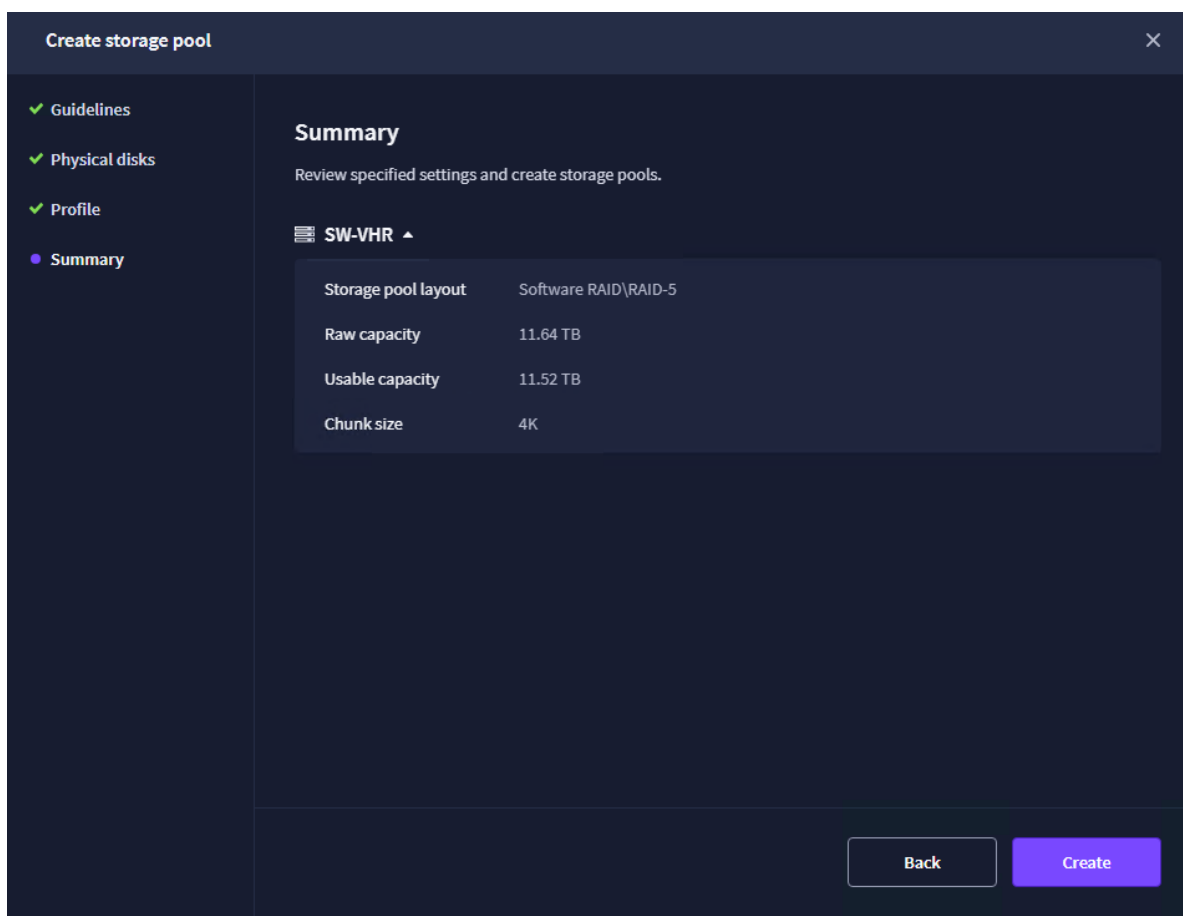 Create storage pool
Guidelines
Physical disks
Profile
Summary
Summary
Review specified settings and create storage pools.
SW-VHR
Storage pool layout Software RAID\RAID-5
Raw capacity 11.64 TB
Usable capacity 11.52 TB
Chunk size 4K
Back Create